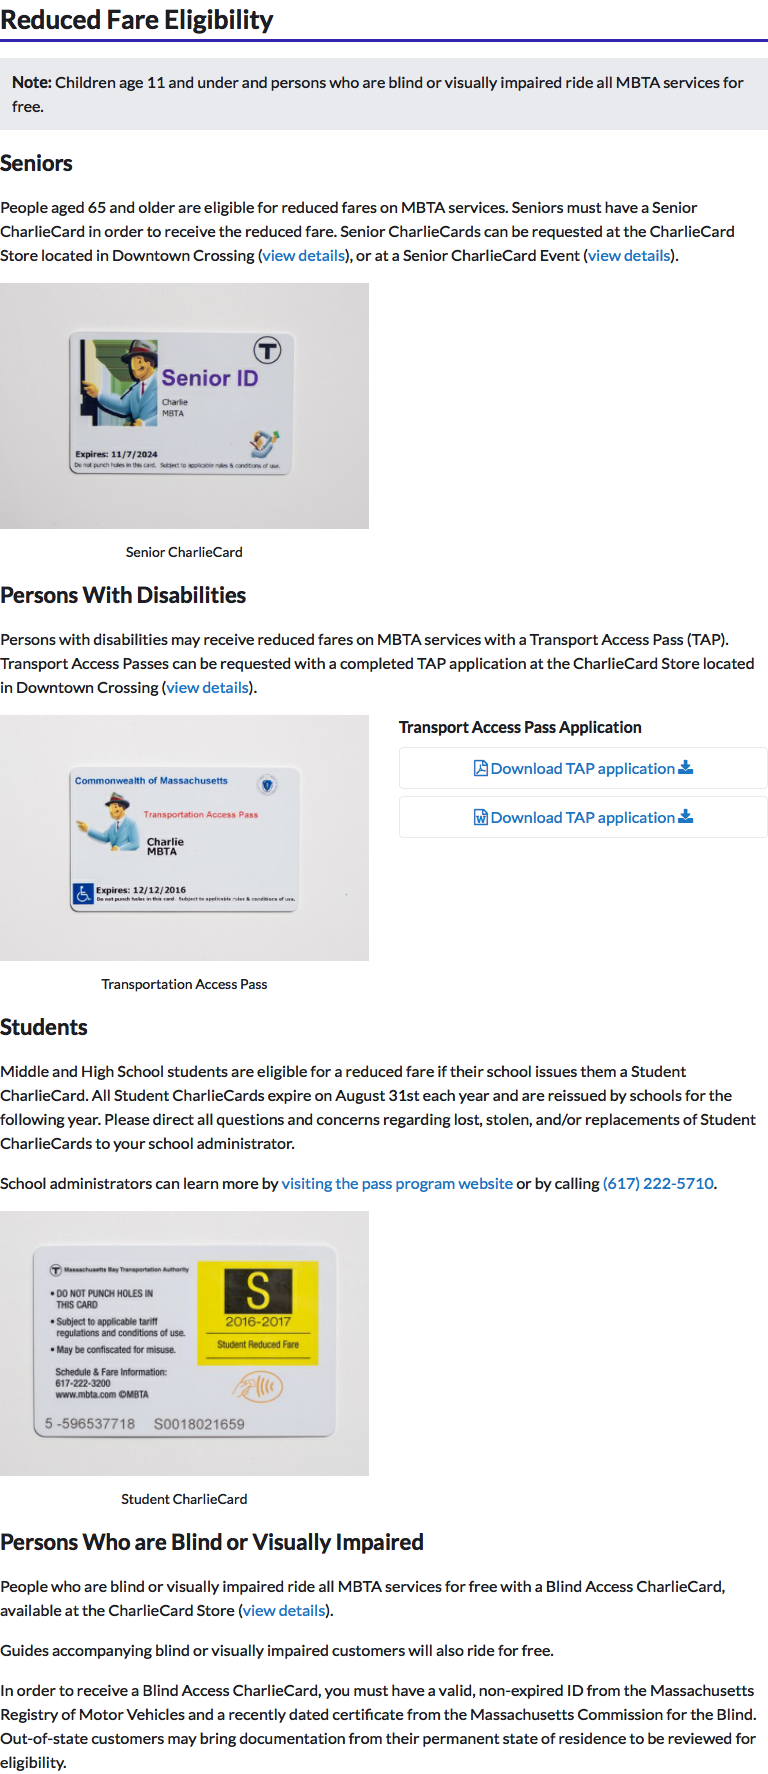 Reduced Fare Eligibility
Note: Children age 11 and under and persons who are blind or visually impaired ride all MBTA services for
free.
Seniors
People aged 65 and older are eligible for reduced fares on MBTA services. Seniors must have a Senior
CharlieCard in order to receive the reduced fare. Senior CharlieCards can be requested at the CharlieCard
Store located in Downtown Crossing (view details), or at a Senior CharlieCard Event (view details).
T
Senior ID
Charlie
MBTA
Expires: 11/7/2024
Do not punch holes in this card. Subject to applicable rules & conditions of use.
Senior CharlieCard
Persons With Disabilities
Persons with disabilities may receive reduced fares on MBTA services with a Transport Access Pass (TAP).
Transport Access Passes can be requested with a completed TAP application at the CharlieCard Store located
in Downtown Crossing (view details).
Commonwealth of Massachusetts
Transportation Access Pass
Charlie
MBTA
Expires: 12/12/2016
Do not punch holes in this card. Subject to applicable rules & conditions of use.
Transportation Access Pass
Transport Access Pass Application
Download TAP application
Download TAP application
Students
Middle and High School students are eligible for a reduced fare if their school issues them a Student
CharlieCard. All Student CharlieCards expire on August 31st each year and are reissued by schools for the
following year. Please direct all questions and concerns regarding lost, stolen, and/or replacements of Student
CharlieCards to your school administrator.
School administrators can learn more by visiting the pass program website or by calling (617) 222-5710.
T Massachusetts Bay Transportation Authority
• DO NOT PUNCH HOLES IN
THIS CARD
• Subject to applicable tariff
regulations and conditions of use.
• May be confiscated for misuse.
Schedule & Fare Information:
617-222-3200
www.mbta.com ©MBTA
S
2016-2017
Student Reduced Fare
5 -596537718 S0018021659
Student CharlieCard
Persons Who are Blind or Visually Impaired
People who are blind or visually impaired ride all MBTA services for free with a Blind Access CharlieCard,
available at the CharlieCard Store (view details).
Guides accompanying blind or visually impaired customers will also ride for free.
In order to receive a Blind Access CharlieCard, you must have a valid, non-expired ID from the Massachusetts
Registry of Motor Vehicles and a recently dated certificate from the Massachusetts Commission for the Blind.
Out-of-state customers may bring documentation from their permanent state of residence to be reviewed for
eligibility.